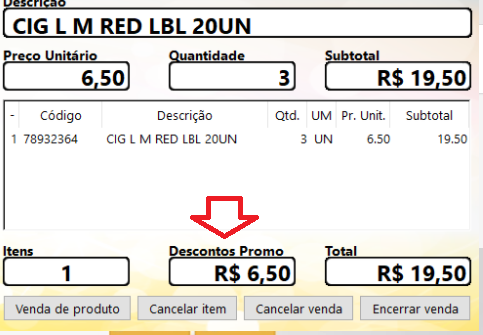 Descrição
CIG L M RED LBL 20UN
Preço Unitário Quantidade Subtotal
6,50 3 R$ 19,50
- Código Descrição Qtd. UM Pr. Unit. Subtotal
1 78932364 CIG L M RED LBL 20UN 3 UN 6.50 19.50
Itens Descontos Promo Total
1 R$ 6,50 R$ 19,50
Venda de produto Cancelar item Cancelar venda Encerrar venda